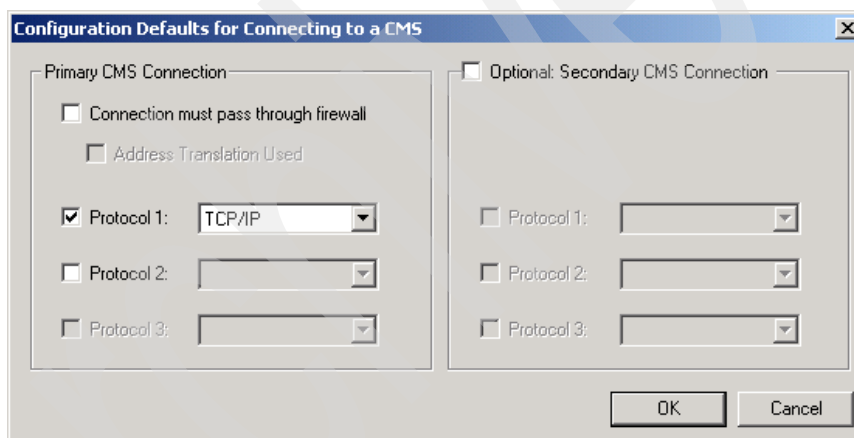 Configuration Defaults for Connecting to a CMS
Primary CMS Connection
Connection must pass through firewall
Address Translation Used
Protocol 1: TCP/IP
Protocol 2:
Protocol 3:
Optional: Secondary CMS Connection
Protocol 1:
Protocol 2:
Protocol 3:
OK Cancel